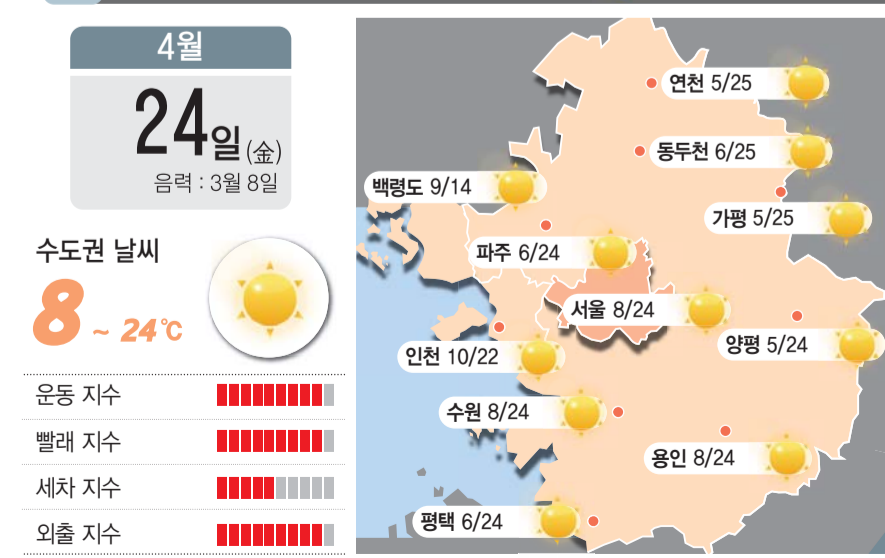 4월
24일(金)
음력 : 3월 8일
수도권 날씨
8 ~ 24℃
운동 지수
빨래 지수
세차 지수
외출 지수
연천 5/25
동두천 6/25
백령도 9/14
가평 5/25
파주 6/24
서울 8/24
양평 5/24
인천 10/22
수원 8/24
용인 8/24
평택 6/24